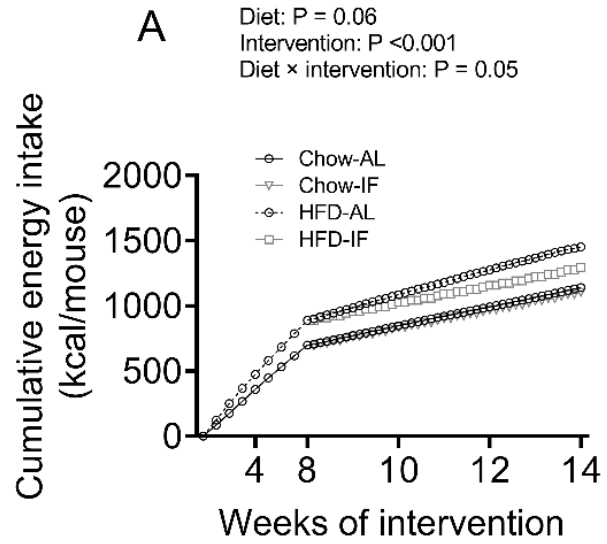 A
Diet: P = 0.06
Intervention: P <0.001
Diet × intervention: P = 0.05
Cumulative energy intake
(kcal/mouse)
Chow-AL
Chow-IF
HFD-AL
HFD-IF
2000
1500
1000
500
0
4 8 10 12 14
Weeks of intervention